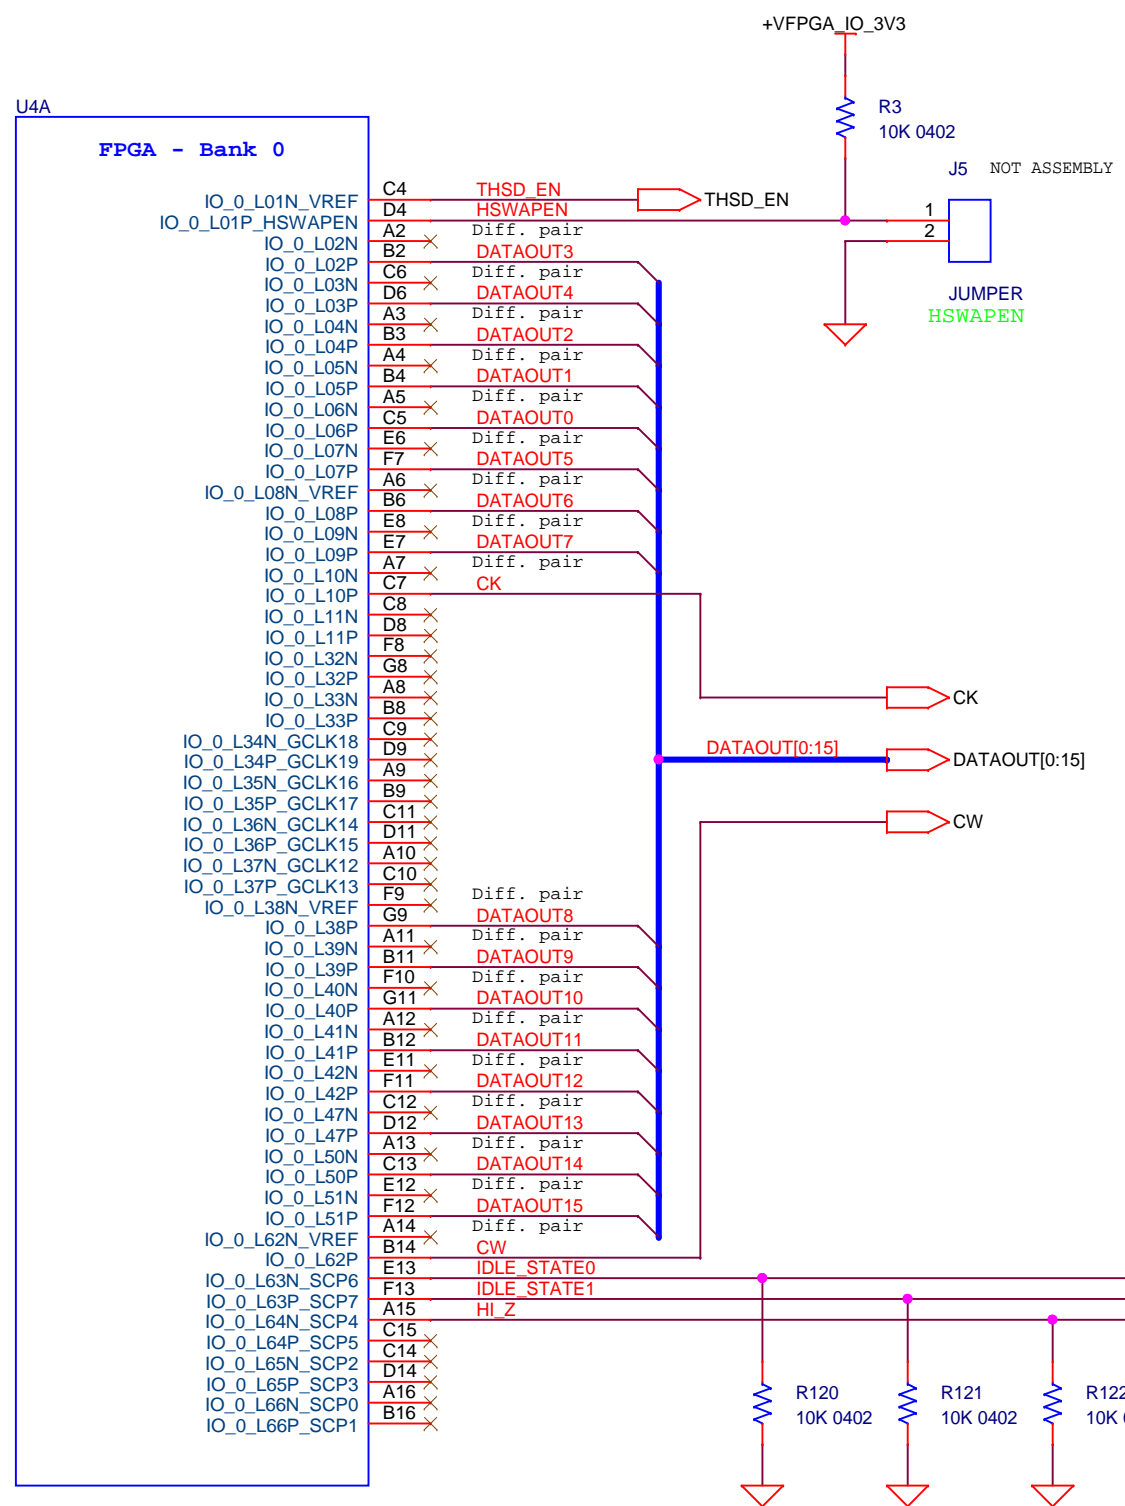 +VFPGA_IO_3V3
U4A
R3
10K 0402
FPGA - Bank 0
J5 NOT ASSEMBLY
IO_0_L01N_VREF C4 THSD_EN THSD_EN
IO_0_L01P_HSWAPEN D4 HSWAPEN 1
IO_0_L02N A2 Diff. pair 2
IO_0_L02P B2 DATAOUT3
IO_0_L03N C6 Diff. pair
IO_0_L03P D6 DATAOUT4 JUMPER
IO_0_L04N A3 Diff. pair HSWAPEN
IO_0_L04P B3 DATAOUT2
IO_0_L05N A4 Diff. pair
IO_0_L05P B4 DATAOUT1
IO_0_L06N A5 Diff. pair
IO_0_L06P C5 DATAOUT0
IO_0_L07N E6 Diff. pair
IO_0_L07P F7 DATAOUT5
IO_0_L08N_VREF A6 Diff. pair
IO_0_L08P B6 DATAOUT6
IO_0_L09N E8 Diff. pair
IO_0_L09P E7 DATAOUT7
IO_0_L10N A7 Diff. pair
IO_0_L10P C7 CK
IO_0_L11N C8
IO_0_L11P D8
IO_0_L32N F8
IO_0_L32P G8
IO_0_L33N A8 CK
IO_0_L33P B8
IO_0_L34N_GCLK18 C9
IO_0_L34P_GCLK19 D9 DATAOUT[0:15] DATAOUT[0:15]
IO_0_L35N_GCLK16 A9
IO_0_L35P_GCLK17 B9
IO_0_L36N_GCLK14 C11 CW
IO_0_L36P_GCLK15 D11
IO_0_L37N_GCLK12 A10
IO_0_L37P_GCLK13 C10
IO_0_L38N_VREF F9 Diff. pair
IO_0_L38P G9 DATAOUT8
IO_0_L39N A11 Diff. pair
IO_0_L39P B11 DATAOUT9
IO_0_L40N F10 Diff. pair
IO_0_L40P G11 DATAOUT10
IO_0_L41N A12 Diff. pair
IO_0_L41P B12 DATAOUT11
IO_0_L42N E11 Diff. pair
IO_0_L42P F11 DATAOUT12
IO_0_L47N C12 Diff. pair
IO_0_L47P D12 DATAOUT13
IO_0_L50N A13 Diff. pair
IO_0_L50P C13 DATAOUT14
IO_0_L51N E12 Diff. pair
IO_0_L51P F12 DATAOUT15
IO_0_L62N_VREF A14 Diff. pair
IO_0_L62P B14 CW
IO_0_L63N_SCP6 E13 IDLE_STATE0
IO_0_L63P_SCP7 F13 IDLE_STATE1
IO_0_L64N_SCP4 A15 HI_Z
IO_0_L64P_SCP5 C15
IO_0_L65N_SCP2 C14
IO_0_L65P_SCP3 D14
IO_0_L66N_SCP0 A16
IO_0_L66P_SCP1 B16
R120 R121 R122
10K 0402 10K 0402 10K